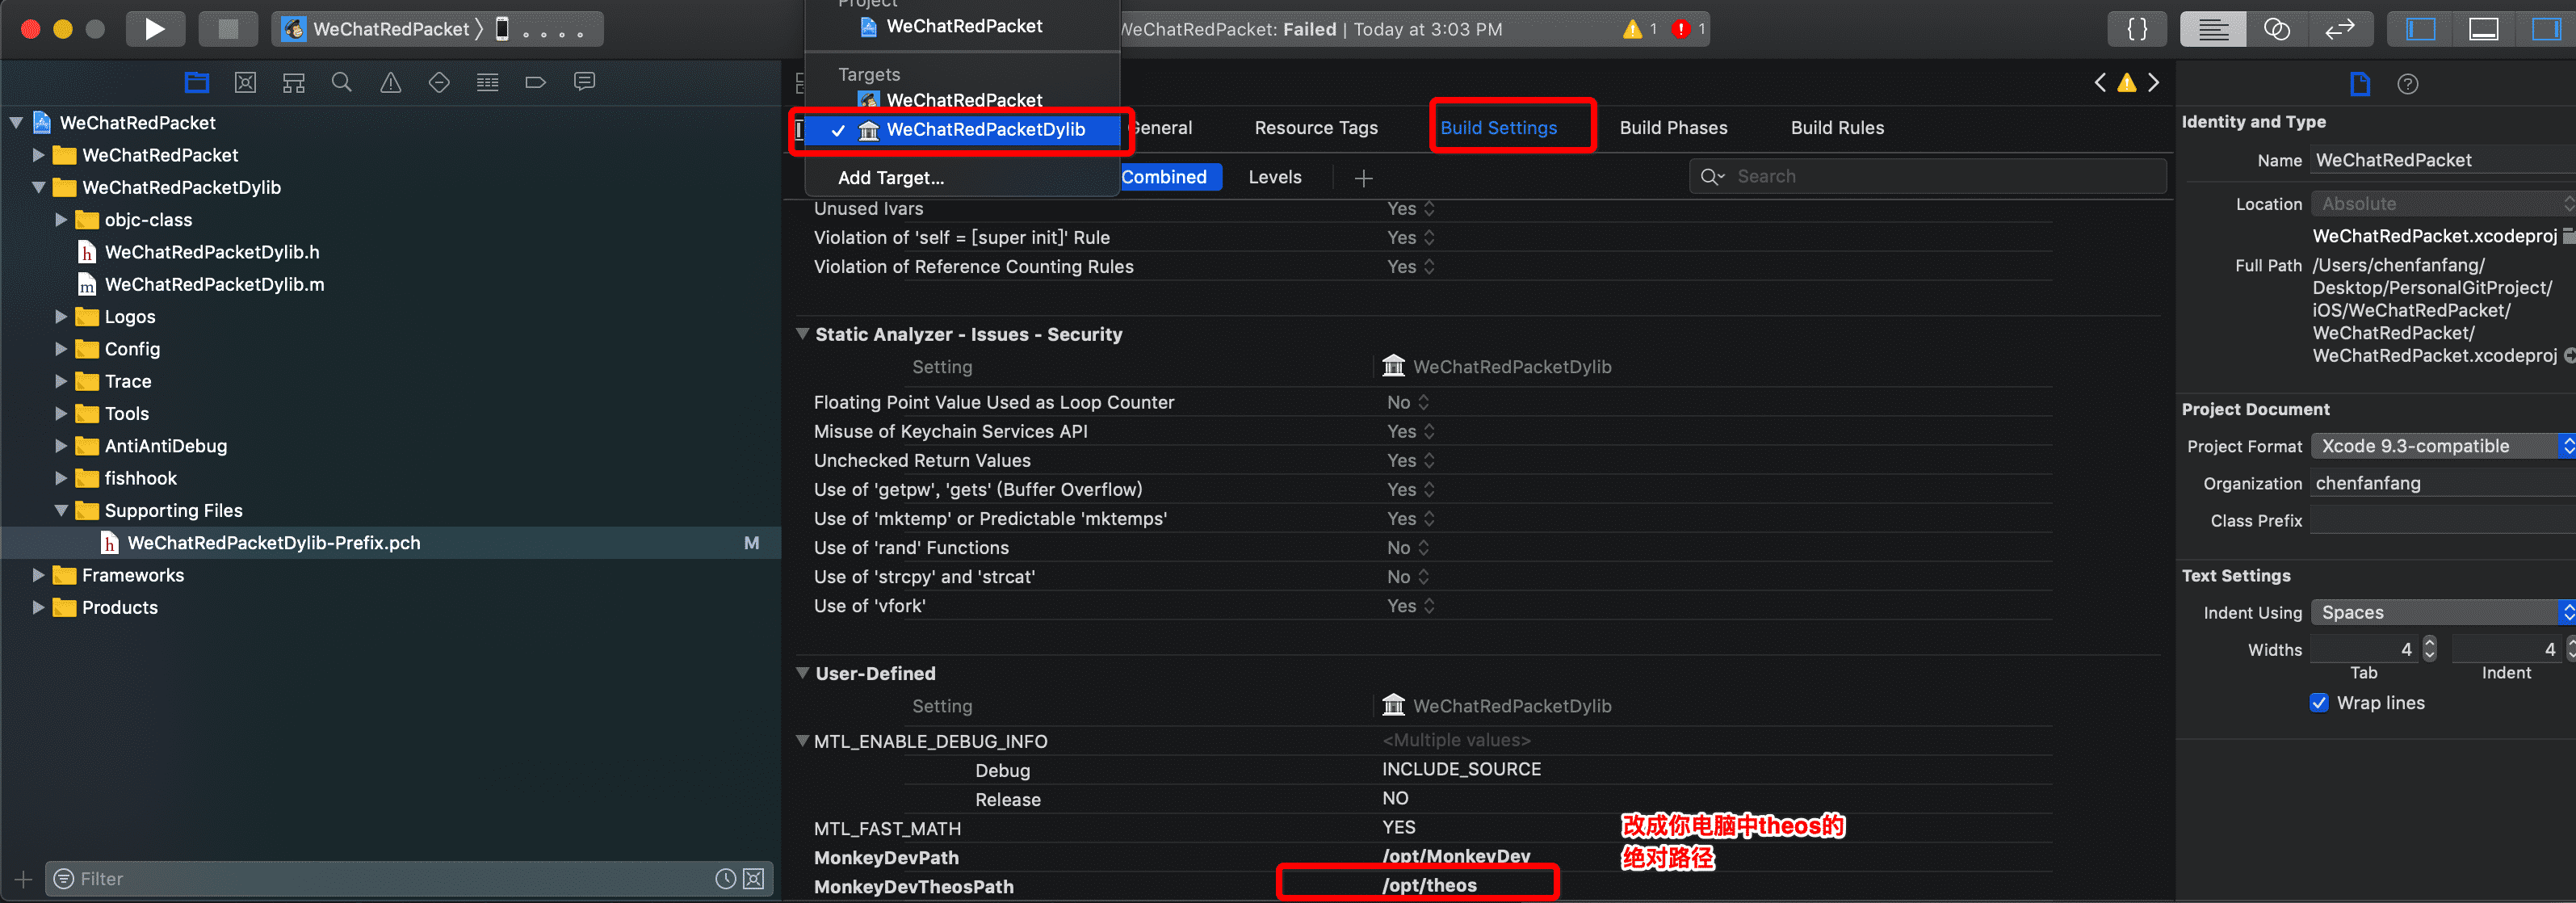 Project
WeChatRedPacket
WeChatRedPacket
. . . .
WeChatRedPacket: Failed | Today at 3:03 PM
1
1
{}
Targets
WeChatRedPacket
WeChatRedPacketDylib
Add Target...
General
Resource Tags
Build Settings
Build Phases
Build Rules
Combined
Levels
Search
WeChatRedPacket
WeChatRedPacket
WeChatRedPacketDylib
objc-class
h WeChatRedPacketDylib.h
m WeChatRedPacketDylib.m
Logos
Config
Trace
Tools
AntiAntiDebug
fishhook
Supporting Files
h WeChatRedPacketDylib-Prefix.pch M
Frameworks
Products
Filter
Unused Ivars Yes
Violation of 'self = [super init]' Rule Yes
Violation of Reference Counting Rules Yes
Static Analyzer - Issues - Security
Setting WeChatRedPacketDylib
Floating Point Value Used as Loop Counter No
Misuse of Keychain Services API Yes
Unchecked Return Values Yes
Use of 'getpw', 'gets' (Buffer Overflow) Yes
Use of 'mktemp' or Predictable 'mktemps' Yes
Use of 'rand' Functions No
Use of 'strcpy' and 'strcat' No
Use of 'vfork' Yes
User-Defined
Setting WeChatRedPacketDylib
MTL_ENABLE_DEBUG_INFO <Multiple values>
Debug INCLUDE_SOURCE
Release NO
MTL_FAST_MATH YES
MonkeyDevPath /opt/MonkeyDev
MonkeyDevTheosPath /opt/theos
改成你电脑中theos的
绝对路径
Identity and Type
Name WeChatRedPacket
Location Absolute
WeChatRedPacket.xcodeproj
Full Path /Users/chenfanfang/
Desktop/PersonalGitProject/
iOS/WeChatRedPacket/
WeChatRedPacket/
WeChatRedPacket.xcodeproj
Project Document
Project Format Xcode 9.3-compatible
Organization chenfanfang
Class Prefix
Text Settings
Indent Using Spaces
Widths 4 4
Tab Indent
Wrap lines